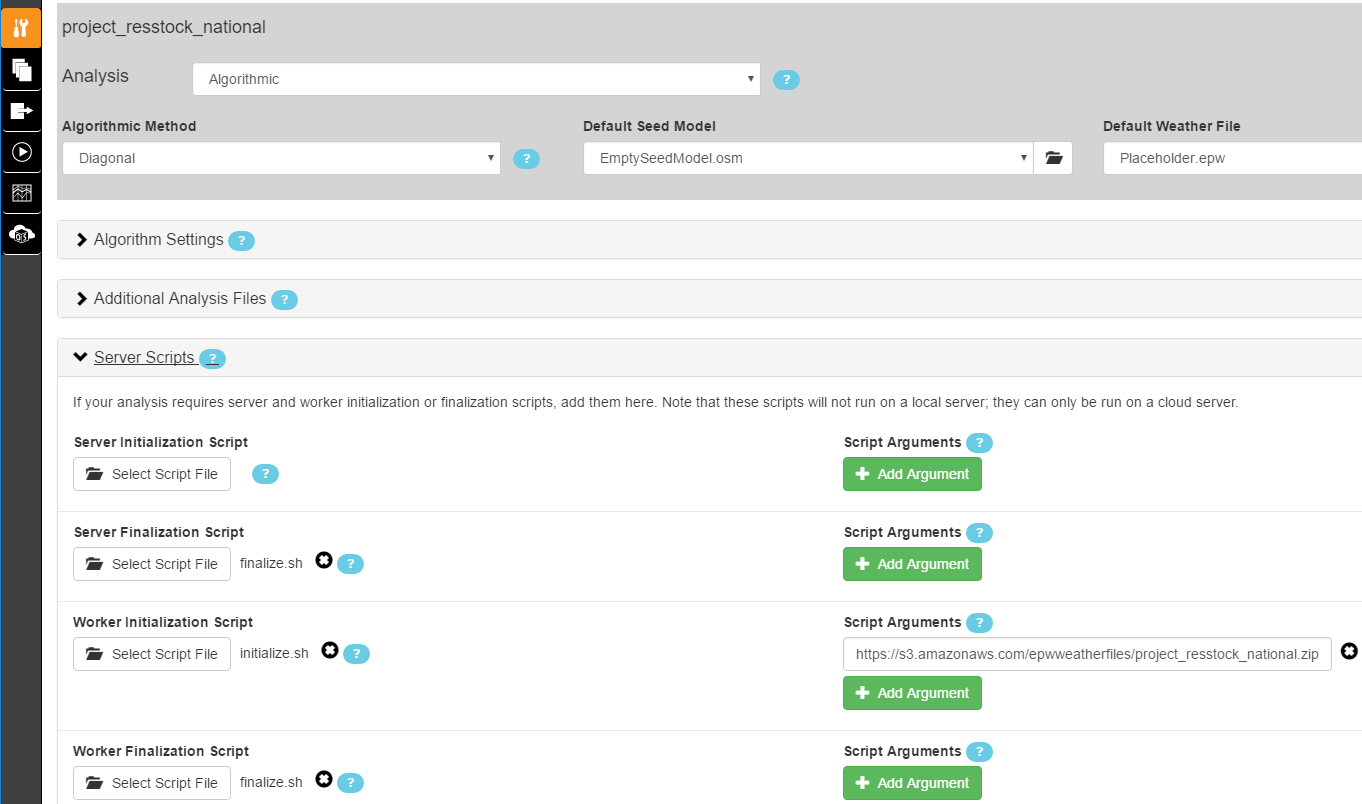 project_resstock_national
Analysis
Algorithmic
?
Algorithmic Method
Default Seed Model
Default Weather File
Diagonal
?
EmptySeedModel.osm
Placeholder.epw
Algorithm Settings ?
Additional Analysis Files ?
Server Scripts ?
If your analysis requires server and worker initialization or finalization scripts, add them here. Note that these scripts will not run on a local server; they can only be run on a cloud server.
Server Initialization Script
Script Arguments ?
Select Script File
?
Add Argument
Server Finalization Script
Script Arguments ?
Select Script File
finalize.sh
?
Add Argument
Worker Initialization Script
Script Arguments ?
Select Script File
initialize.sh
?
https://s3.amazonaws.com/epwweatherfiles/project_resstock_national.zip
Add Argument
Worker Finalization Script
Script Arguments ?
Select Script File
finalize.sh
?
Add Argument